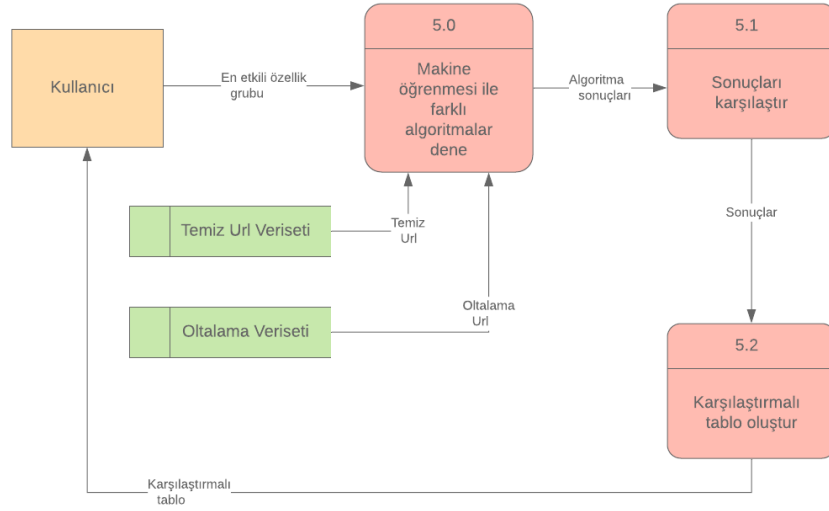 Kullanıcı
En etkili özellik
grubu
5.0
Makine
öğrenmesi ile
farklı
algoritmalar
dene
Algoritma
sonuçları
5.1
Sonuçları
karşılaştır
Temiz Url Veriseti
Temiz
Url
Sonuçlar
Oltalama Veriseti
Oltalama
Url
5.2
Karşılaştırmalı
tablo oluştur
Karşılaştırmalı
tablo